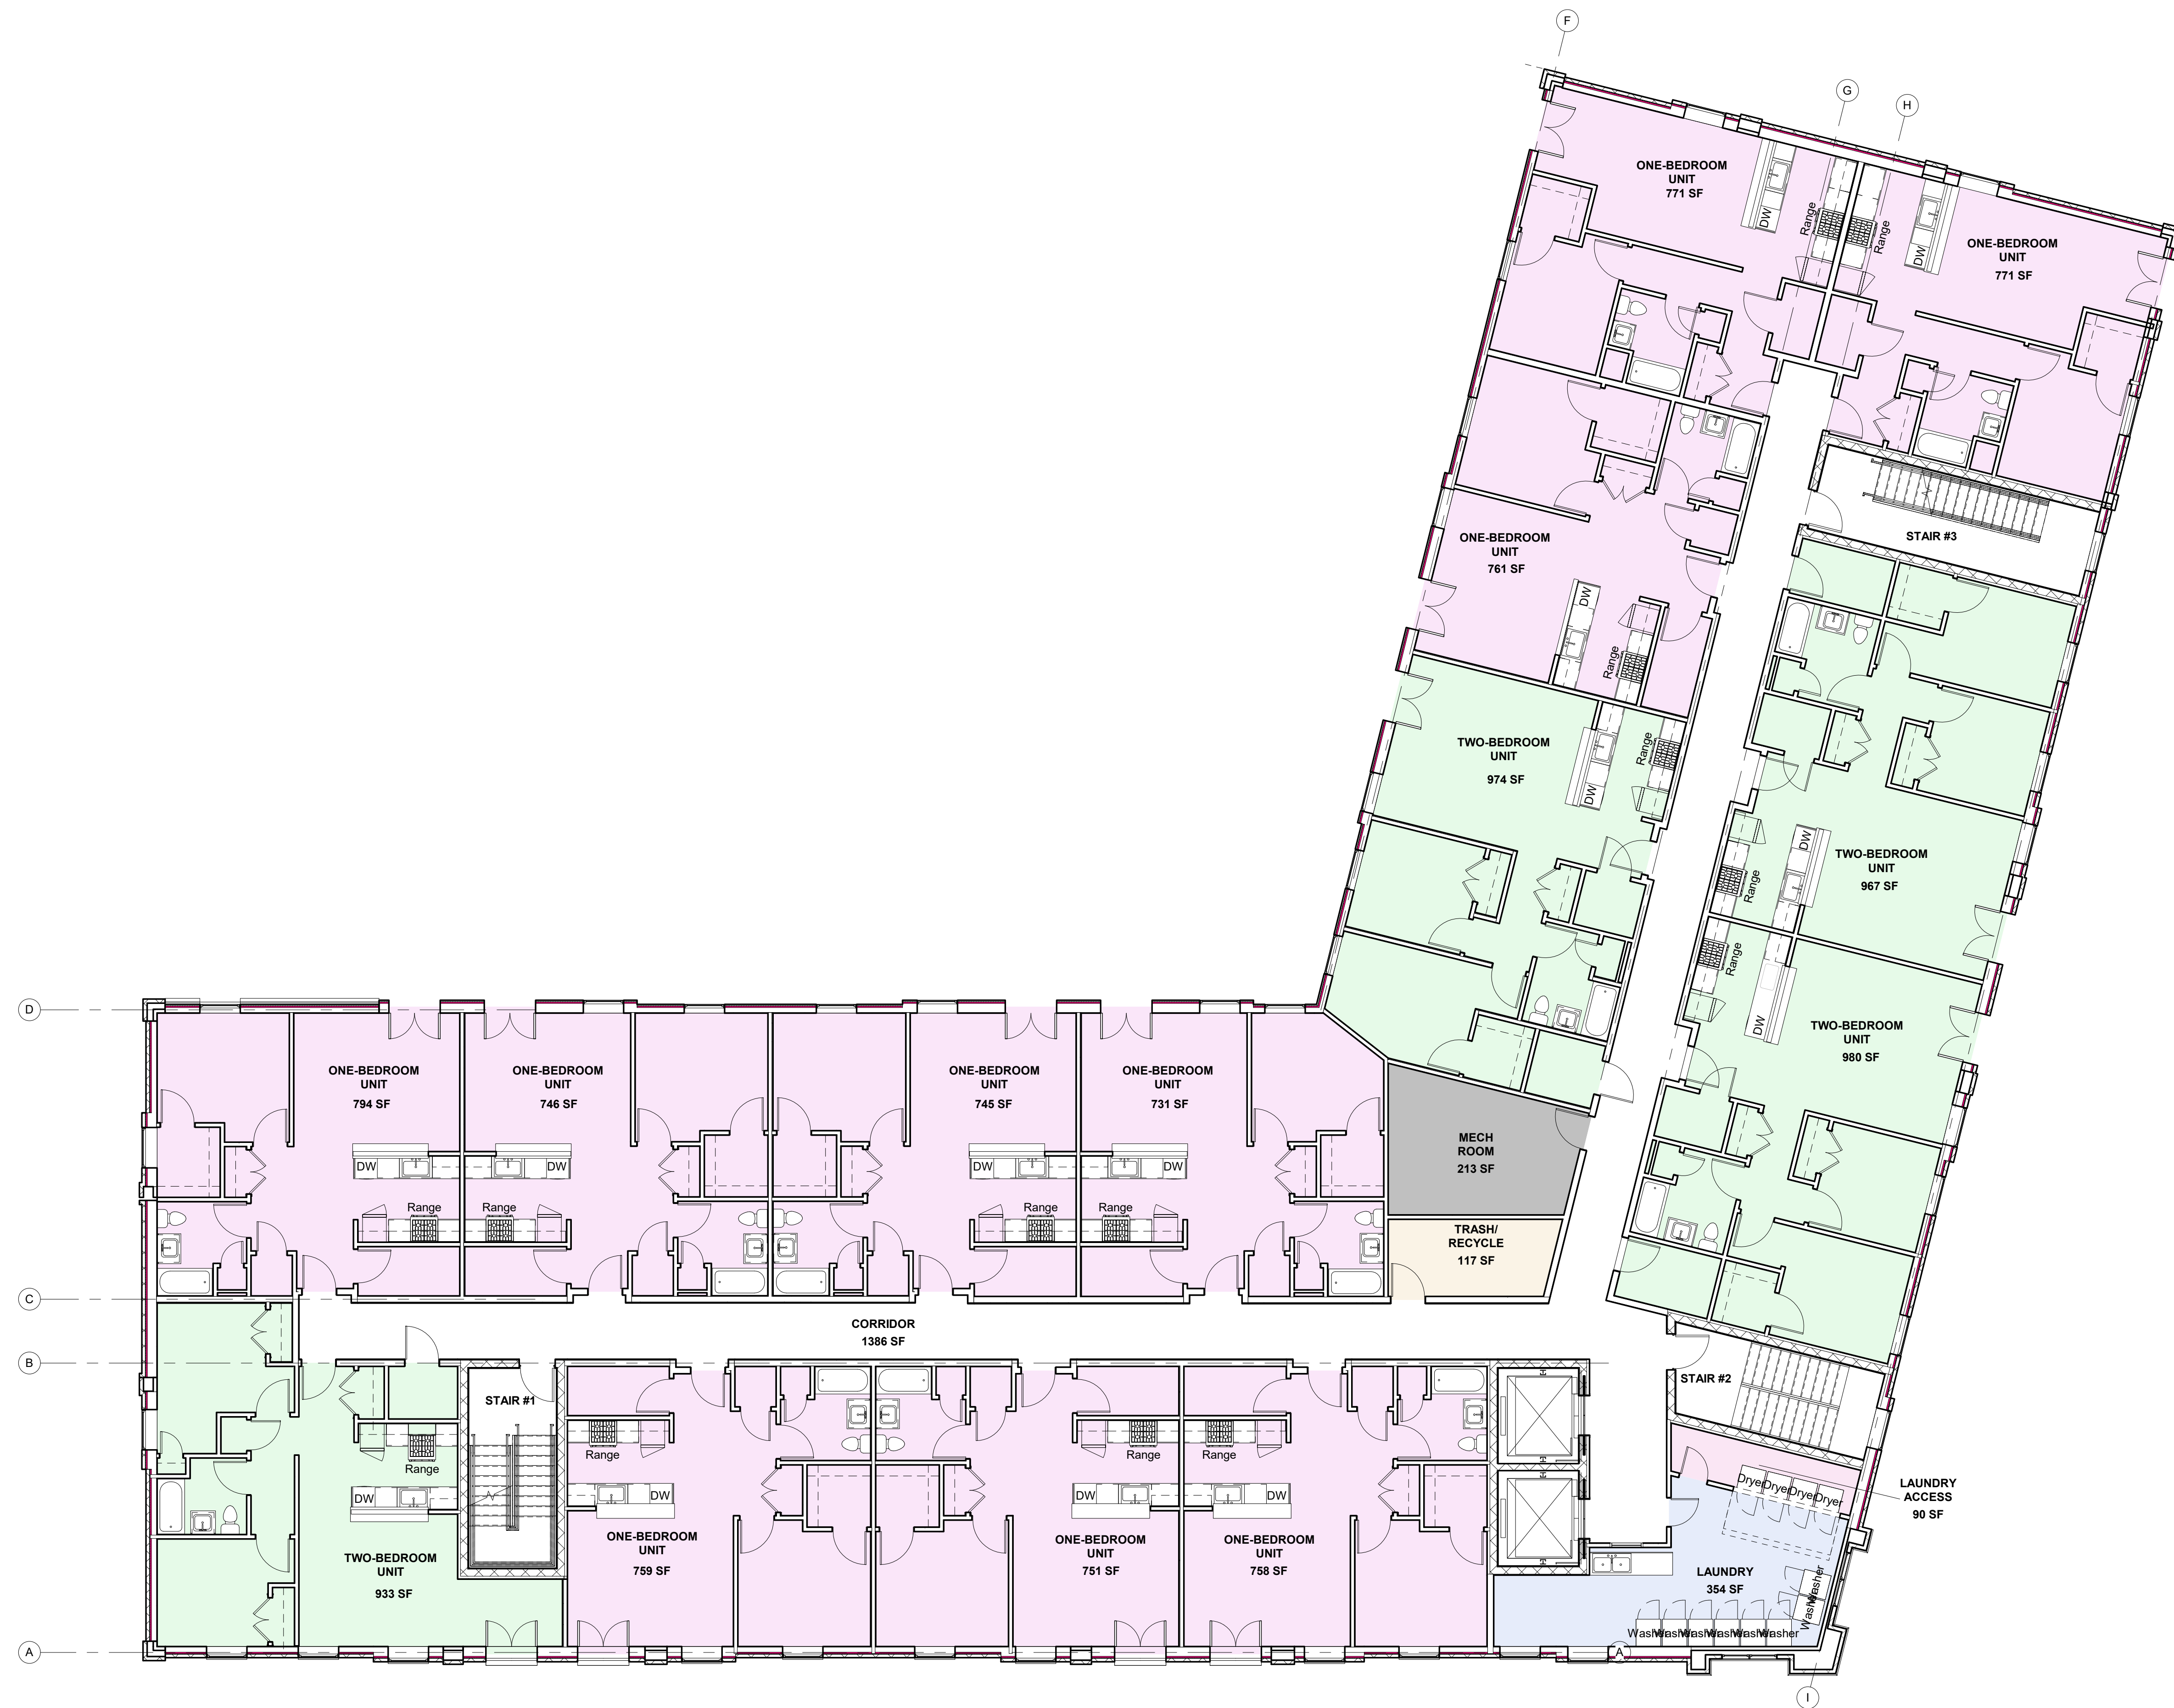 F
G
H
ONE-BEDROOM
UNIT
771 SF
DW
Range
Range
DW
ONE-BEDROOM
UNIT
771 SF
STAIR #3
ONE-BEDROOM
UNIT
761 SF
DW
Range
TWO-BEDROOM
UNIT
974 SF
Range
DW
TWO-BEDROOM
UNIT
967 SF
DW
Range
Range
DW
TWO-BEDROOM
UNIT
980 SF
D
ONE-BEDROOM
UNIT
794 SF
ONE-BEDROOM
UNIT
746 SF
ONE-BEDROOM
UNIT
745 SF
ONE-BEDROOM
UNIT
731 SF
MECH
ROOM
213 SF
DW
DW
DW
DW
Range
Range
Range
Range
TRASH/
RECYCLE
117 SF
C
CORRIDOR
1386 SF
B
STAIR #1
STAIR #2
Range
Range
Range
Range
DW
DW
DW
DW
Dryer
Dryer
Dryer
Dryer
LAUNDRY
ACCESS
90 SF
TWO-BEDROOM
UNIT
933 SF
ONE-BEDROOM
UNIT
759 SF
ONE-BEDROOM
UNIT
751 SF
ONE-BEDROOM
UNIT
758 SF
LAUNDRY
354 SF
Washer
Washer
Washer
Washer
Washer
Washer
Washer
Washer
A
A
I